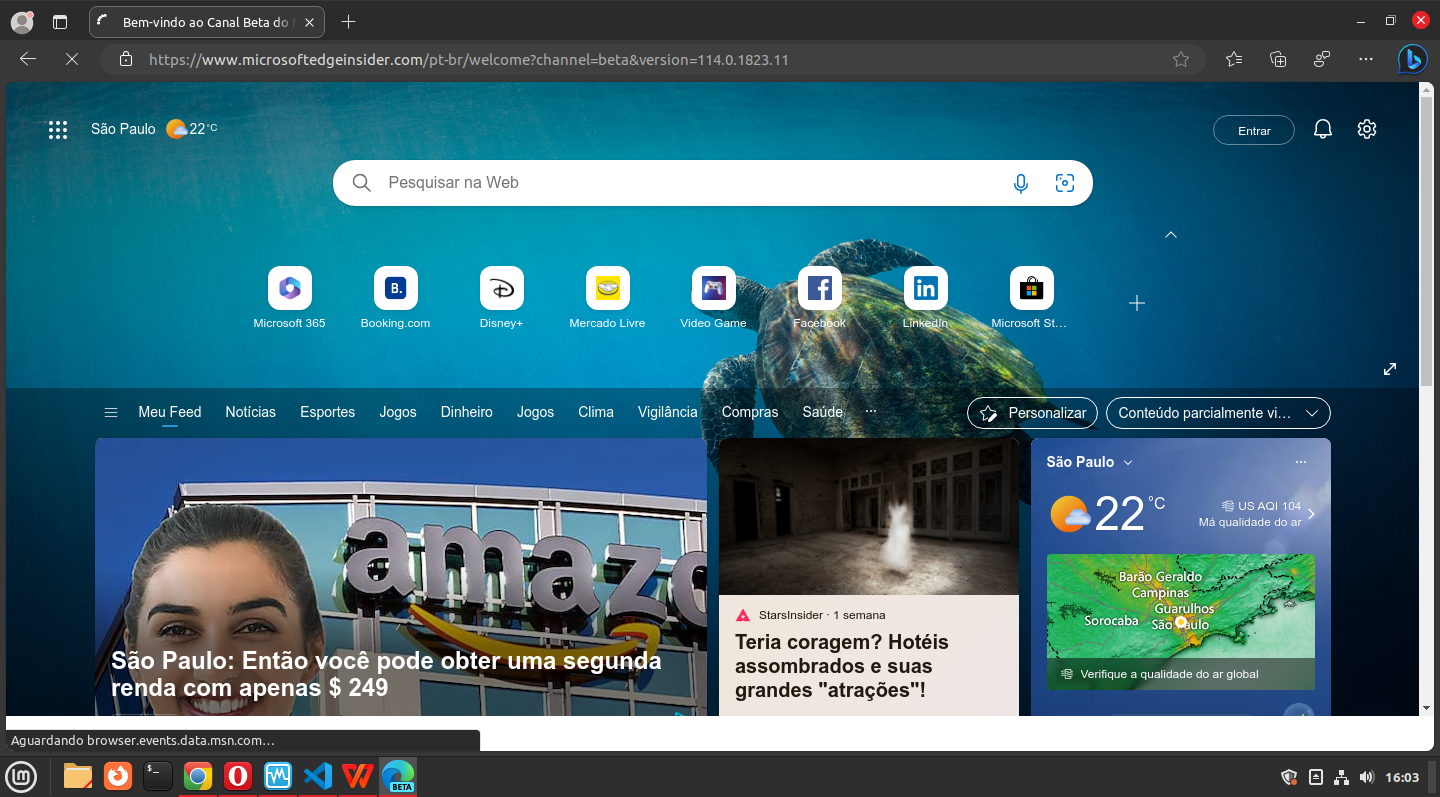 Bem-vindo ao Canal Beta do
https://www.microsoftedgeinsider.com/pt-br/welcome?channel=beta&version=114.0.1823.11
São Paulo 22°C
Entrar
Pesquisar na Web
B.
Microsoft 365
Booking.com
Disney+
Mercado Livre
Video Game
Facebook
LinkedIn
Microsoft St...
Meu Feed
Notícias
Esportes
Jogos
Dinheiro
Jogos
Clima
Vigilância
Compras
Saúde
Personalizar
Conteúdo parcialmente vi...
amazo
São Paulo: Então você pode obter uma segunda
renda com apenas $ 249
StarsInsider · 1 semana
Teria coragem? Hotéis
assombrados e suas
grandes "atrações"!
São Paulo
22 °C
US AQI 104
Má qualidade do ar
Barão Geraldo
Campinas
Guarulhos
Sorocaba
São Paulo
Verifique a qualidade do ar global
Aguardando browser.events.data.msn.com...
BETA
16:03